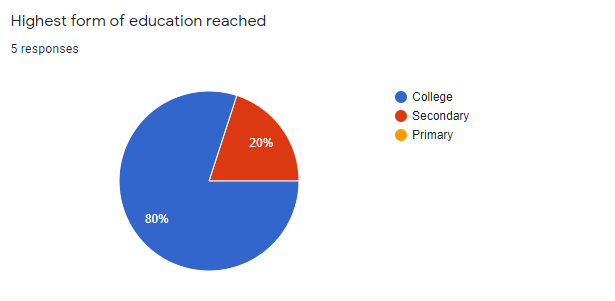 Highest form of education reached
5 responses
College
Secondary
Primary
20%
80%